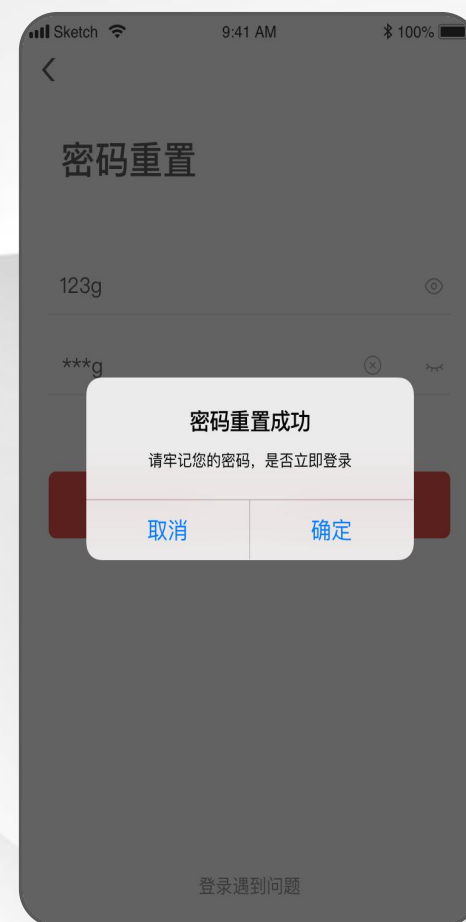 Sketch 9:41 AM 100%
密码重置
123g
***g
密码重置成功
请牢记您的密码，是否立即登录
取消 确定
登录遇到问题